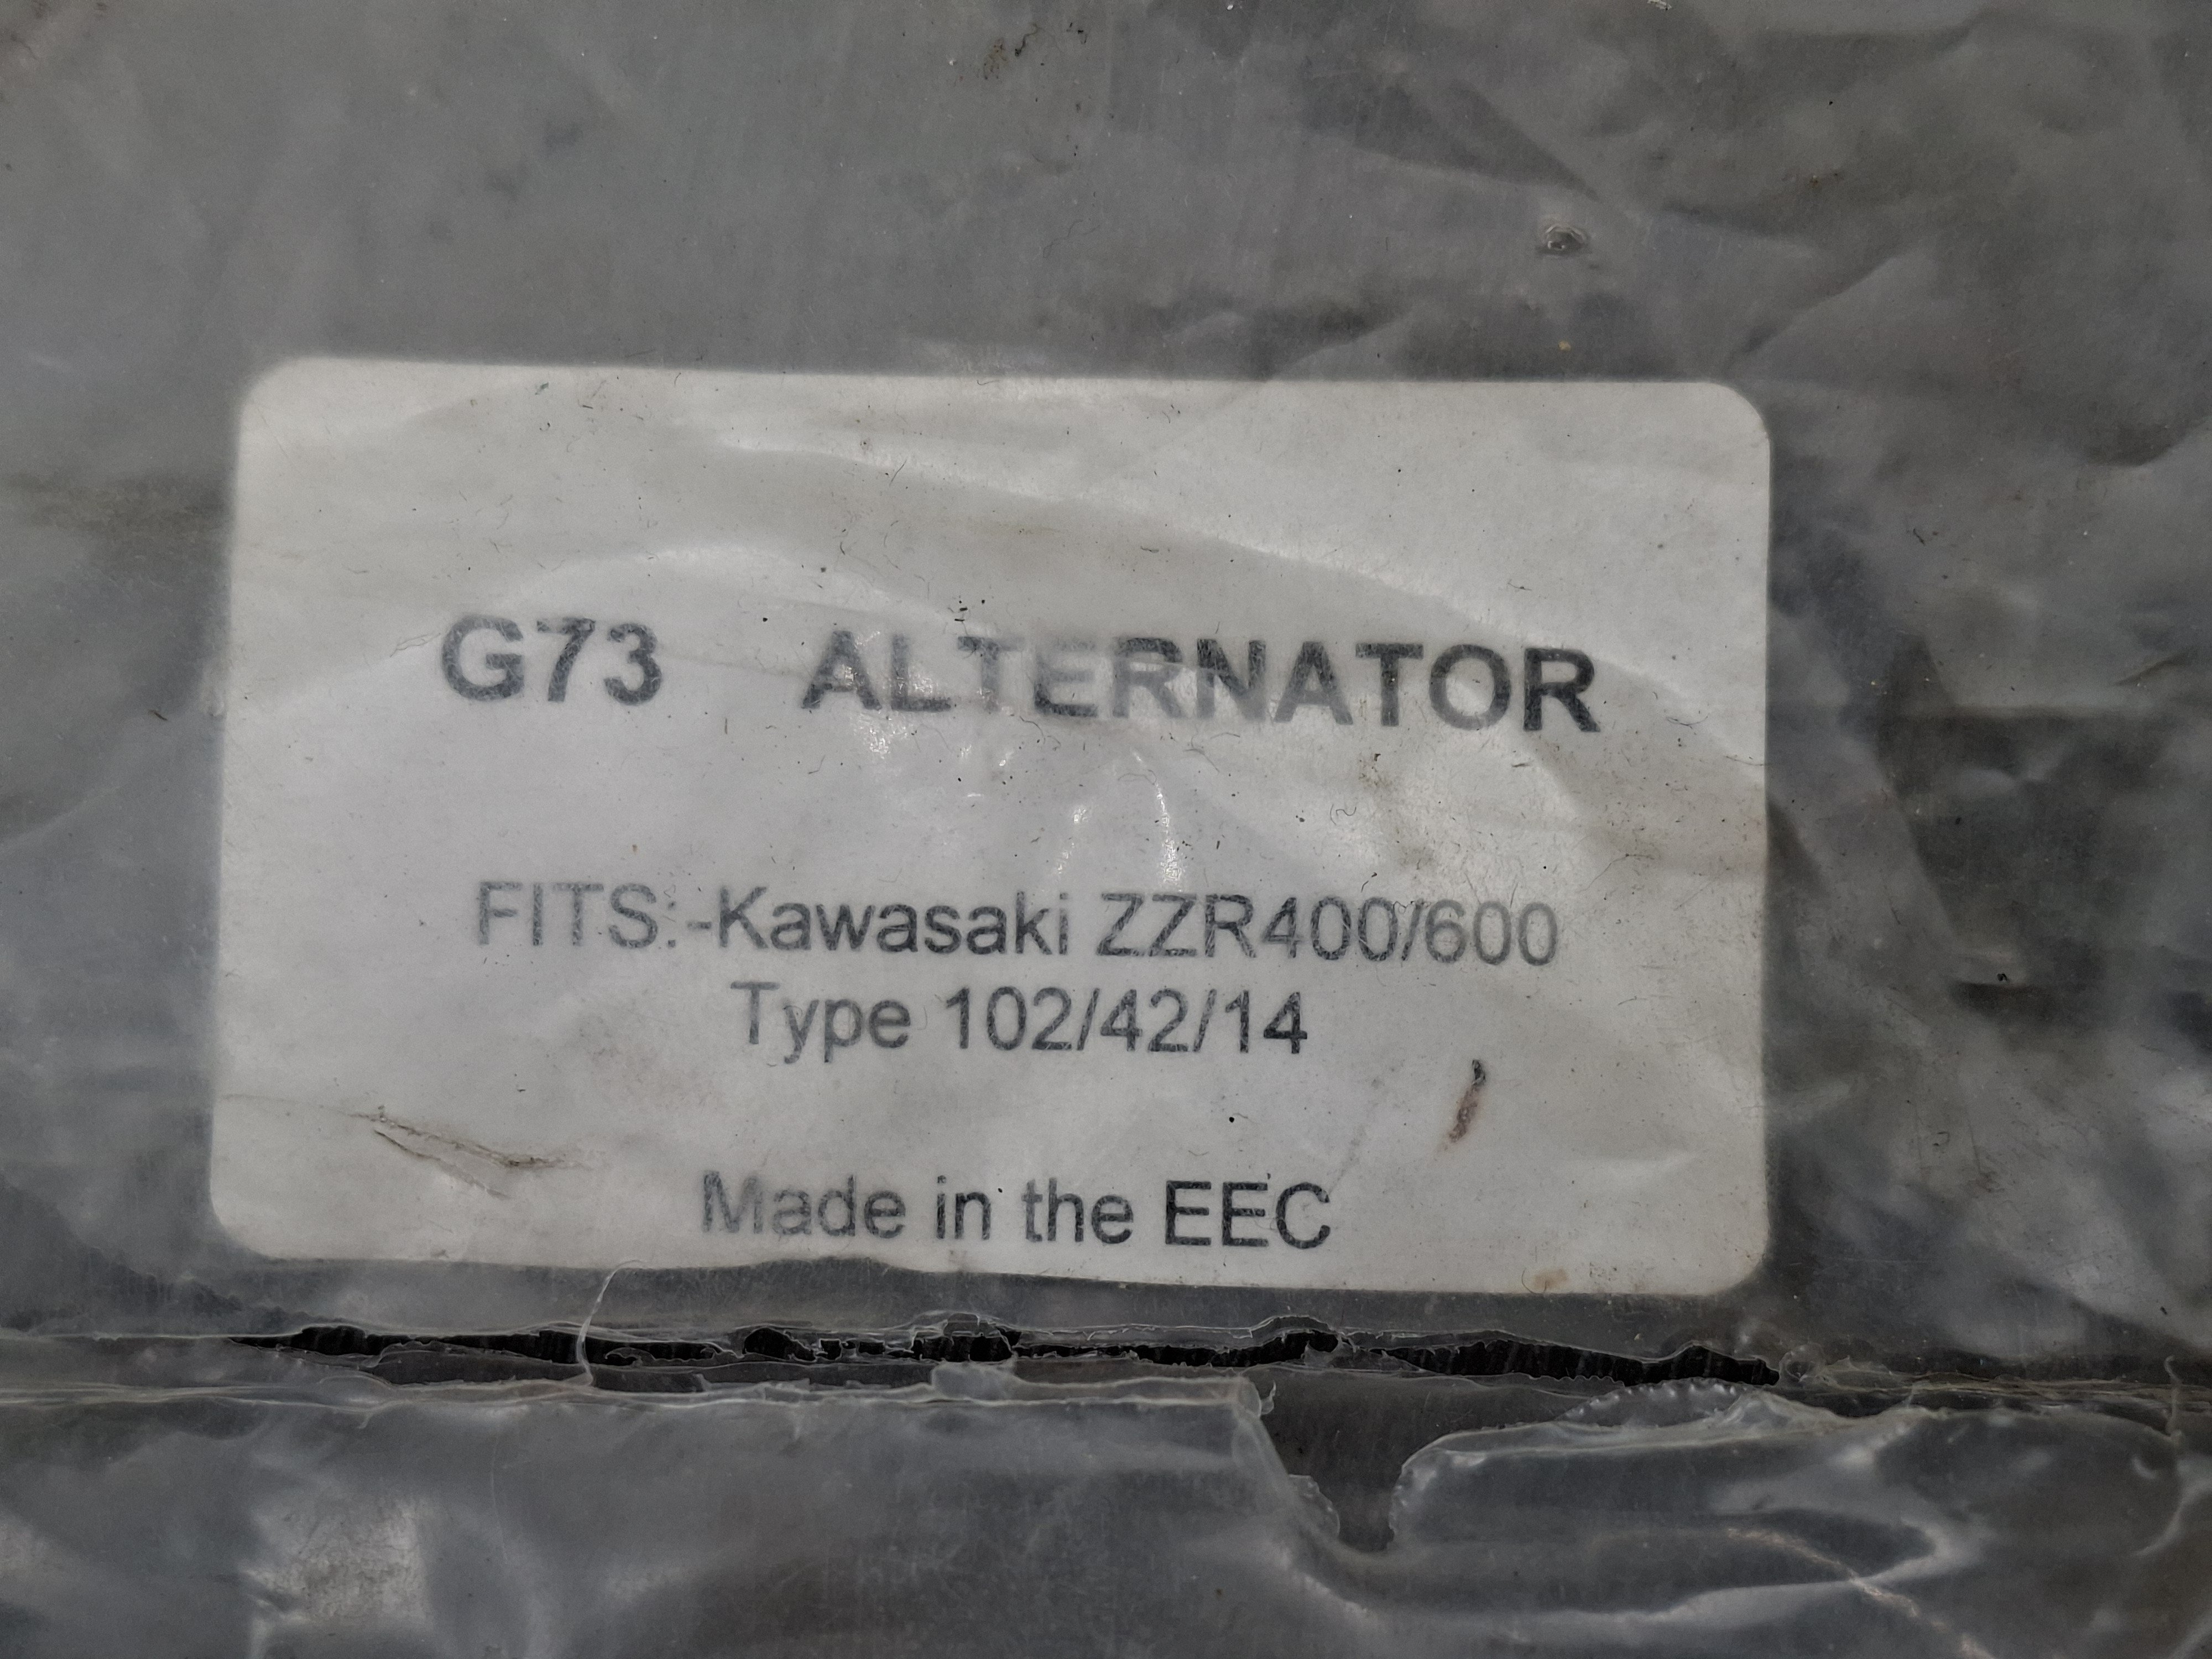 G73 ALTERNATOR
FITS:-Kawasaki ZZR400/600
Type 102/42/14
Made in the EEC